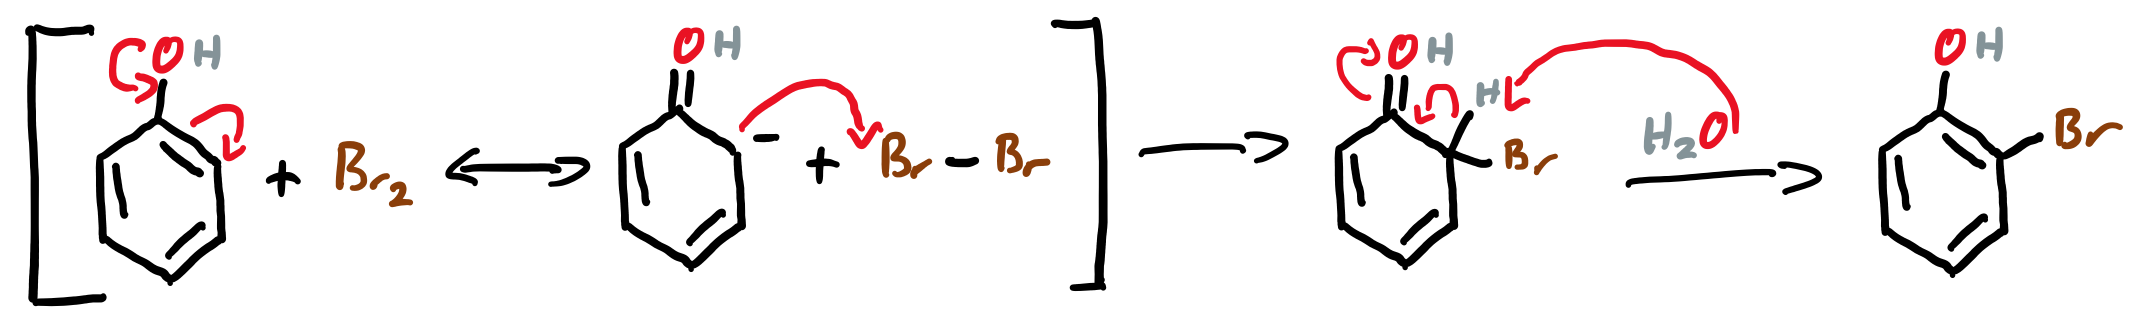 OH
+ Br2
OH
-
+ Br - Br
OH
H
Br
H2O
OH
Br